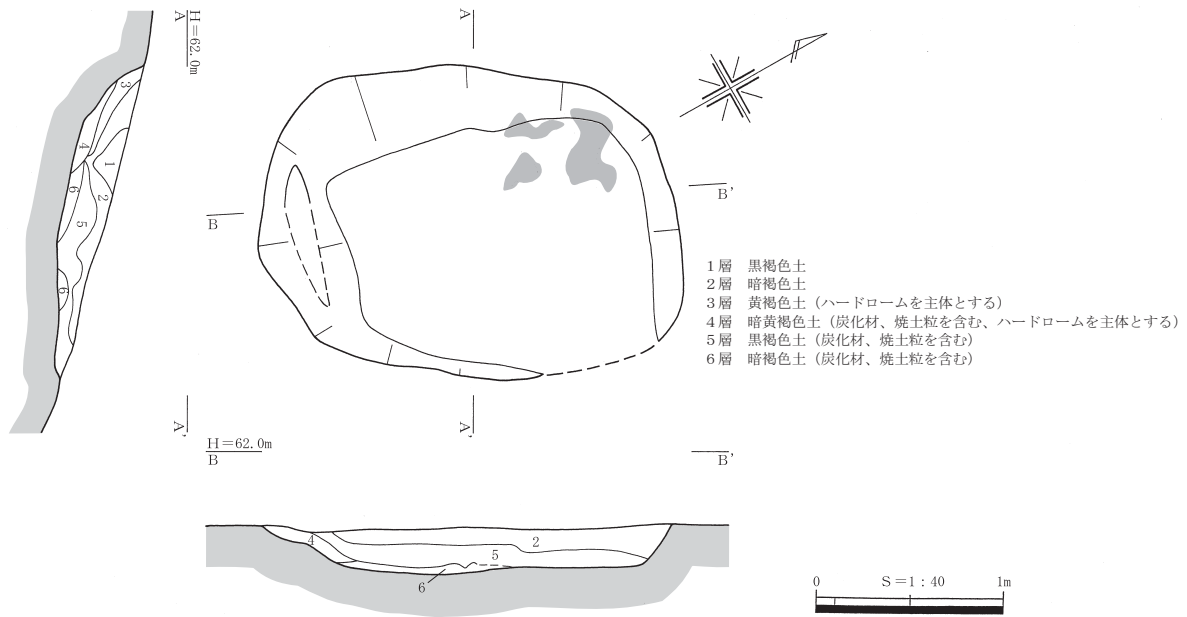 H＝62.0m
A
A
B
B’
3
4
1
6
2
5
6
1層　黒褐色土
2層　暗褐色土
3層　黄褐色土（ハードロームを主体とする）
4層　暗黄褐色土（炭化材、焼土粒を含む、ハードロームを主体とする）
5層　黒褐色土（炭化材、焼土粒を含む）
6層　暗褐色土（炭化材、焼土粒を含む）
A’
A’
H＝62.0m
B
B’
4
2
5
6
0　S＝1：40　1m